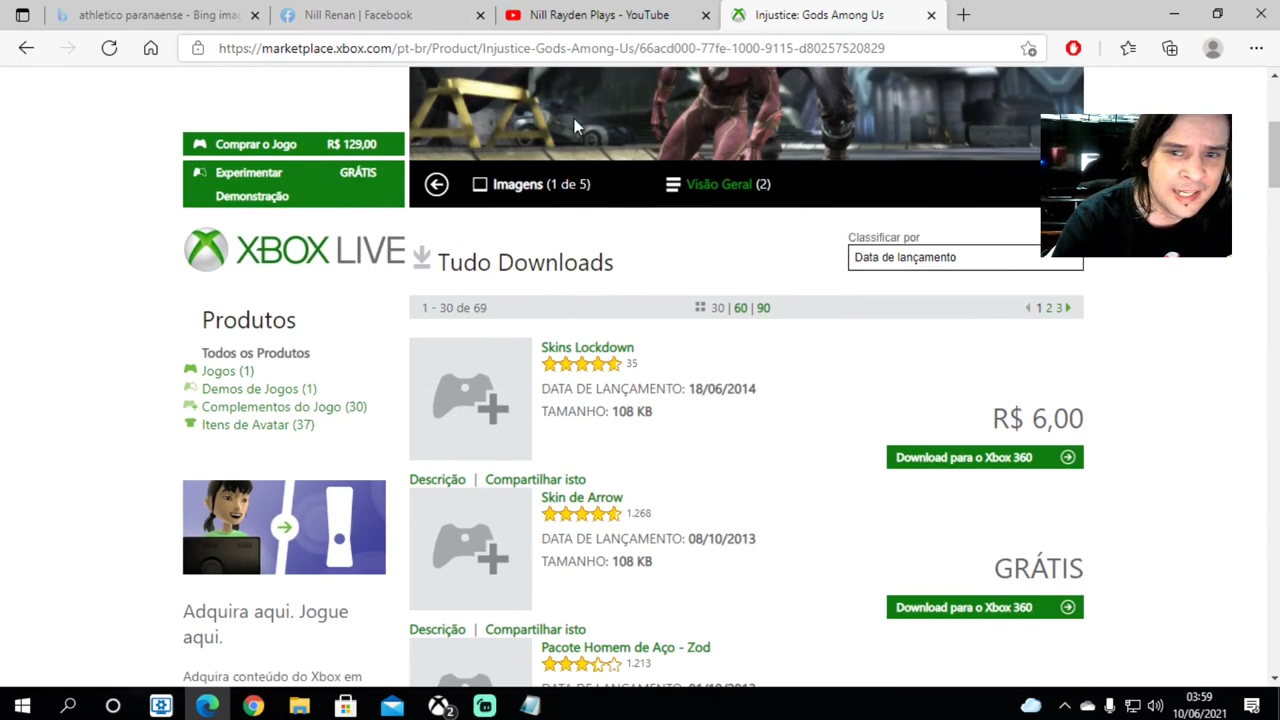 athletico paranaense - Bing ima
Nill Renan | Facebook
Nill Rayden Plays - YouTube
Injustice: Gods Among Us
https://marketplace.xbox.com/pt-br/Product/Injustice-Gods-Among-Us/66acd000-77fe-1000-9115-d80257520829
Comprar o Jogo R$ 129,00
Experimentar GRÁTIS
Demonstração
Imagens (1 de 5) Visão Geral (2)
XBOX LIVE
Tudo Downloads
Classificar por
Data de lançamento
1 - 30 de 69 30 | 60 | 90 1 2 3
Produtos
Todos os Produtos
Jogos (1)
Demos de Jogos (1)
Complementos do Jogo (30)
Itens de Avatar (37)
Adquira aqui. Jogue
aqui.
Adquira conteúdo do Xbox em
Skins Lockdown
35
DATA DE LANÇAMENTO: 18/06/2014
TAMANHO: 108 KB
R$ 6,00
Download para o Xbox 360
Descrição | Compartilhar isto
Skin de Arrow
1.268
DATA DE LANÇAMENTO: 08/10/2013
TAMANHO: 108 KB
GRÁTIS
Download para o Xbox 360
Descrição | Compartilhar isto
Pacote Homem de Aço - Zod
1.213
DATA DE LANÇAMENTO: 01/10/2013
2
03:59
10/06/2021